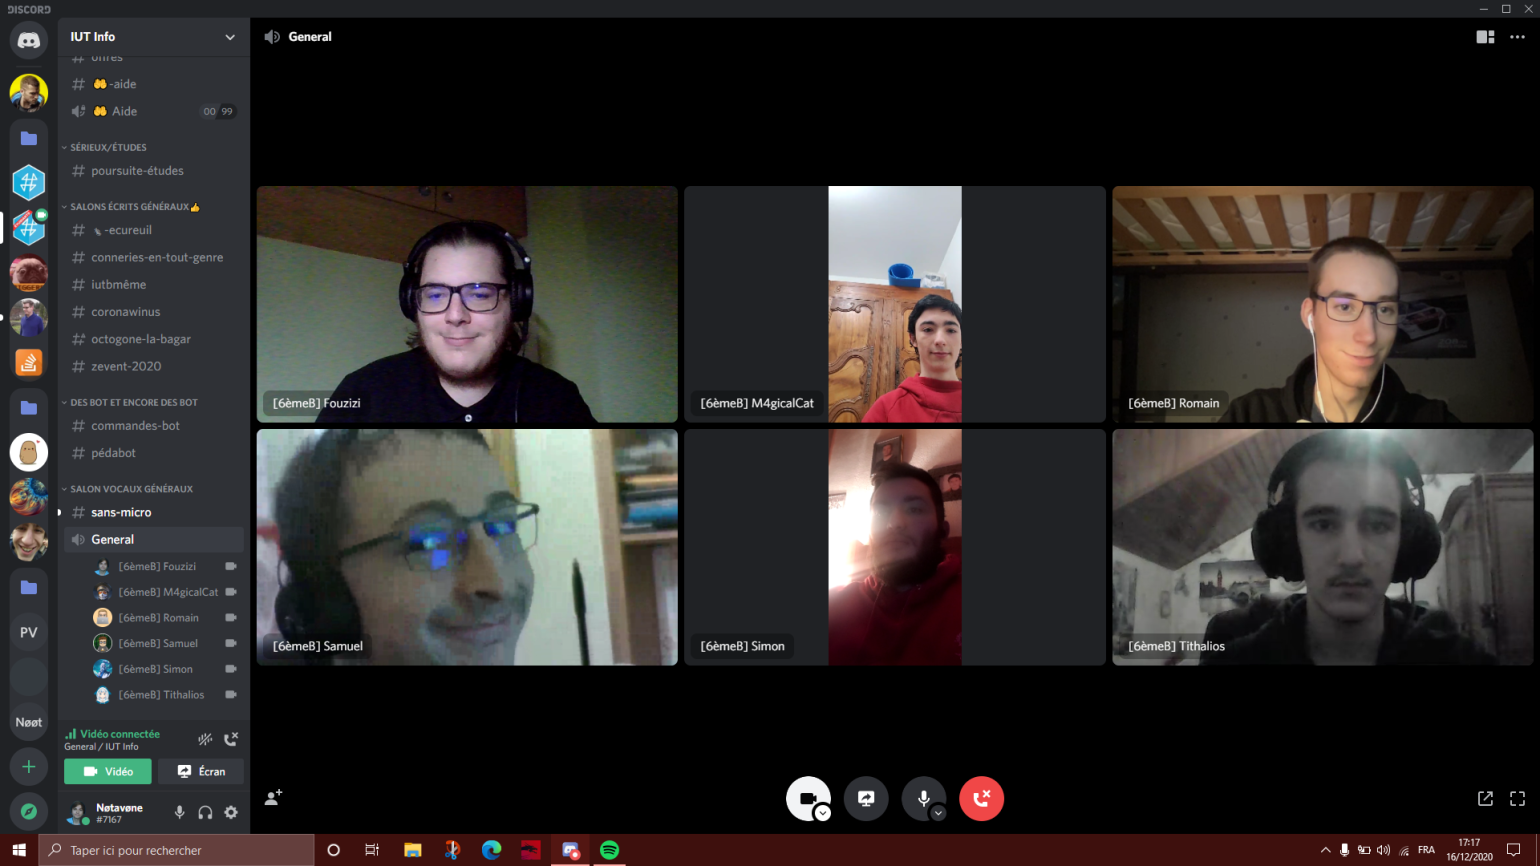 DISCORD
IUT Info
General
offres
-aide
Aide
00 99
SÉRIEUX/ÉTUDES
poursuite-études
SALONS ÉCRITS GÉNÉRAUX
-ecureuil
conneries-en-tout-genre
iutbmême
coronawinus
octogone-la-bagar
zevent-2020
DES BOT ET ENCORE DES BOT
commandes-bot
pédabot
SALON VOCAUX GÉNÉRAUX
sans-micro
General
[6èmeB] Fouzizi
[6èmeB] M4gicalCat
[6èmeB] Romain
[6èmeB] Samuel
[6èmeB] Simon
[6èmeB] Tithalios
PV
Nøøt
Vidéo connectée
General / IUT Info
Vidéo
Écran
Nøtavøne
#7167
[6èmeB] Fouzizi
[6èmeB] M4gicalCat
[6èmeB] Romain
[6èmeB] Samuel
[6èmeB] Simon
[6èmeB] Tithalios
Taper ici pour rechercher
FRA
17:17
16/12/2020